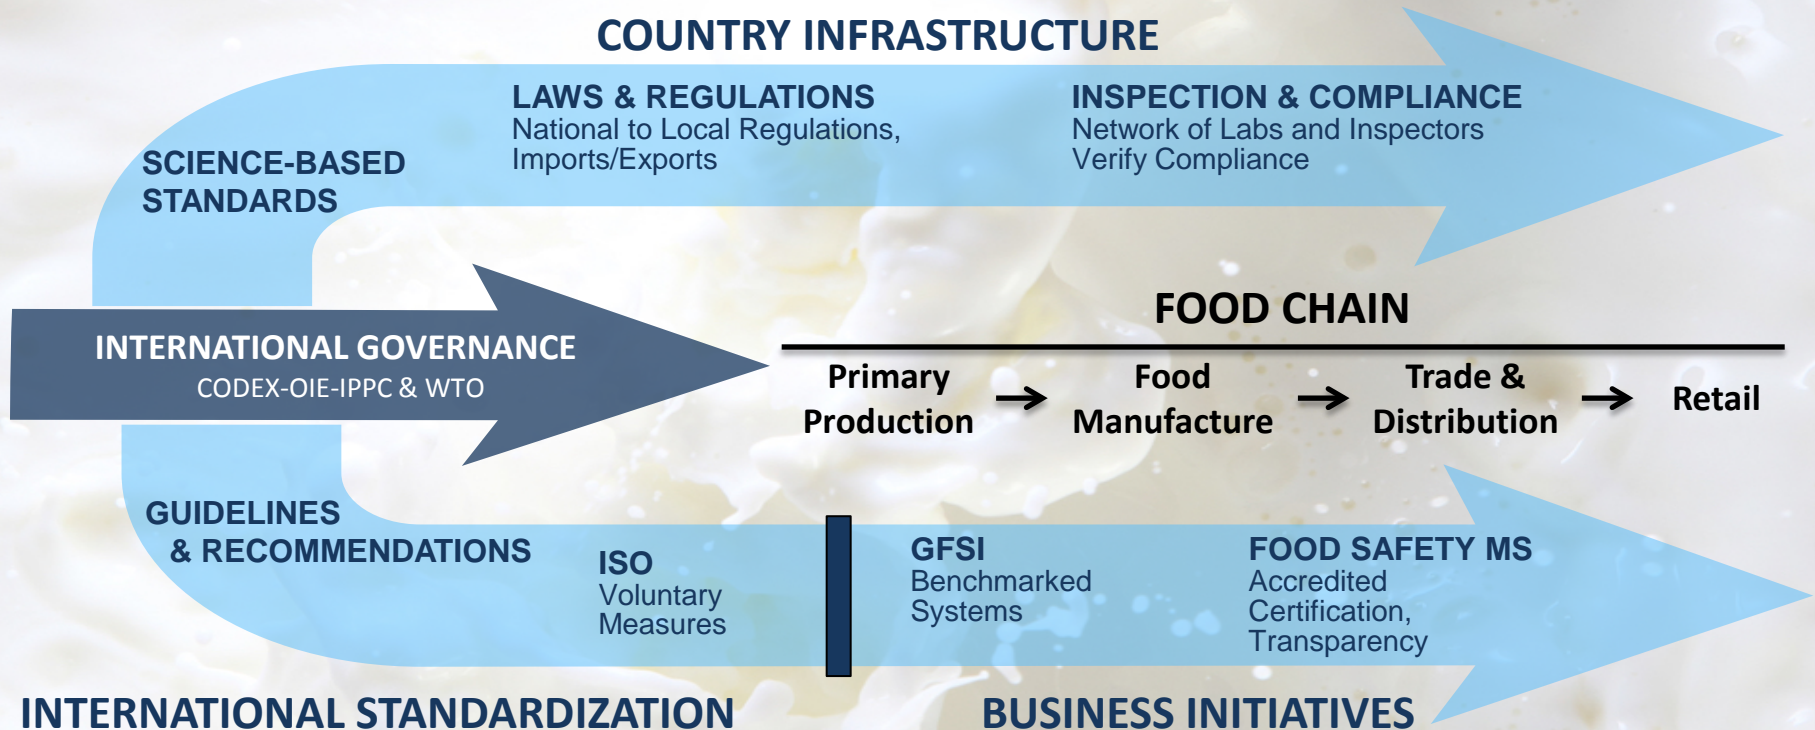 COUNTRY INFRASTRUCTURE
SCIENCE-BASED
STANDARDS
LAWS & REGULATIONS
National to Local Regulations,
Imports/Exports
INSPECTION & COMPLIANCE
Network of Labs and Inspectors
Verify Compliance
INTERNATIONAL GOVERNANCE
CODEX-OIE-IPPC & WTO
FOOD CHAIN
Primary
Production
Food
Manufacture
Trade &
Distribution
Retail
GUIDELINES
& RECOMMENDATIONS
ISO
Voluntary
Measures
GFSI
Benchmarked
Systems
FOOD SAFETY MS
Accredited
Certification,
Transparency
INTERNATIONAL STANDARDIZATION
BUSINESS INITIATIVES